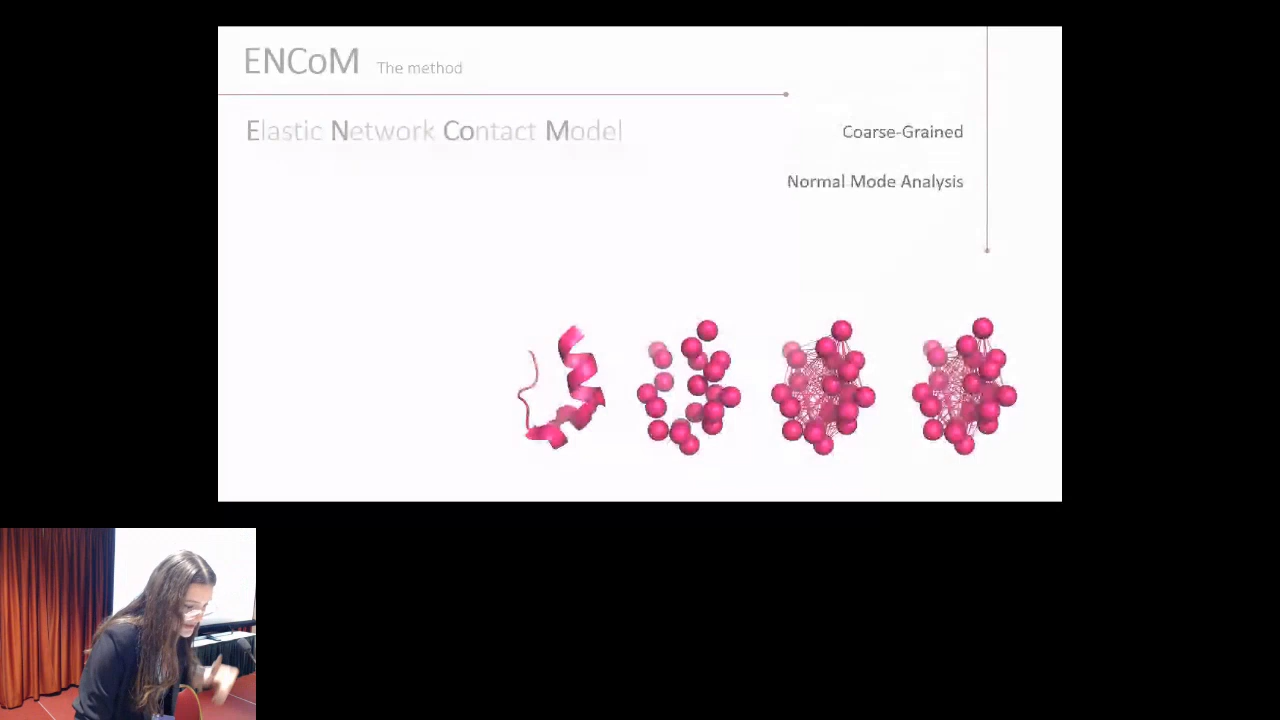 ENCoM The method
Elastic Network Contact Model
Coarse-Grained
Normal Mode Analysis